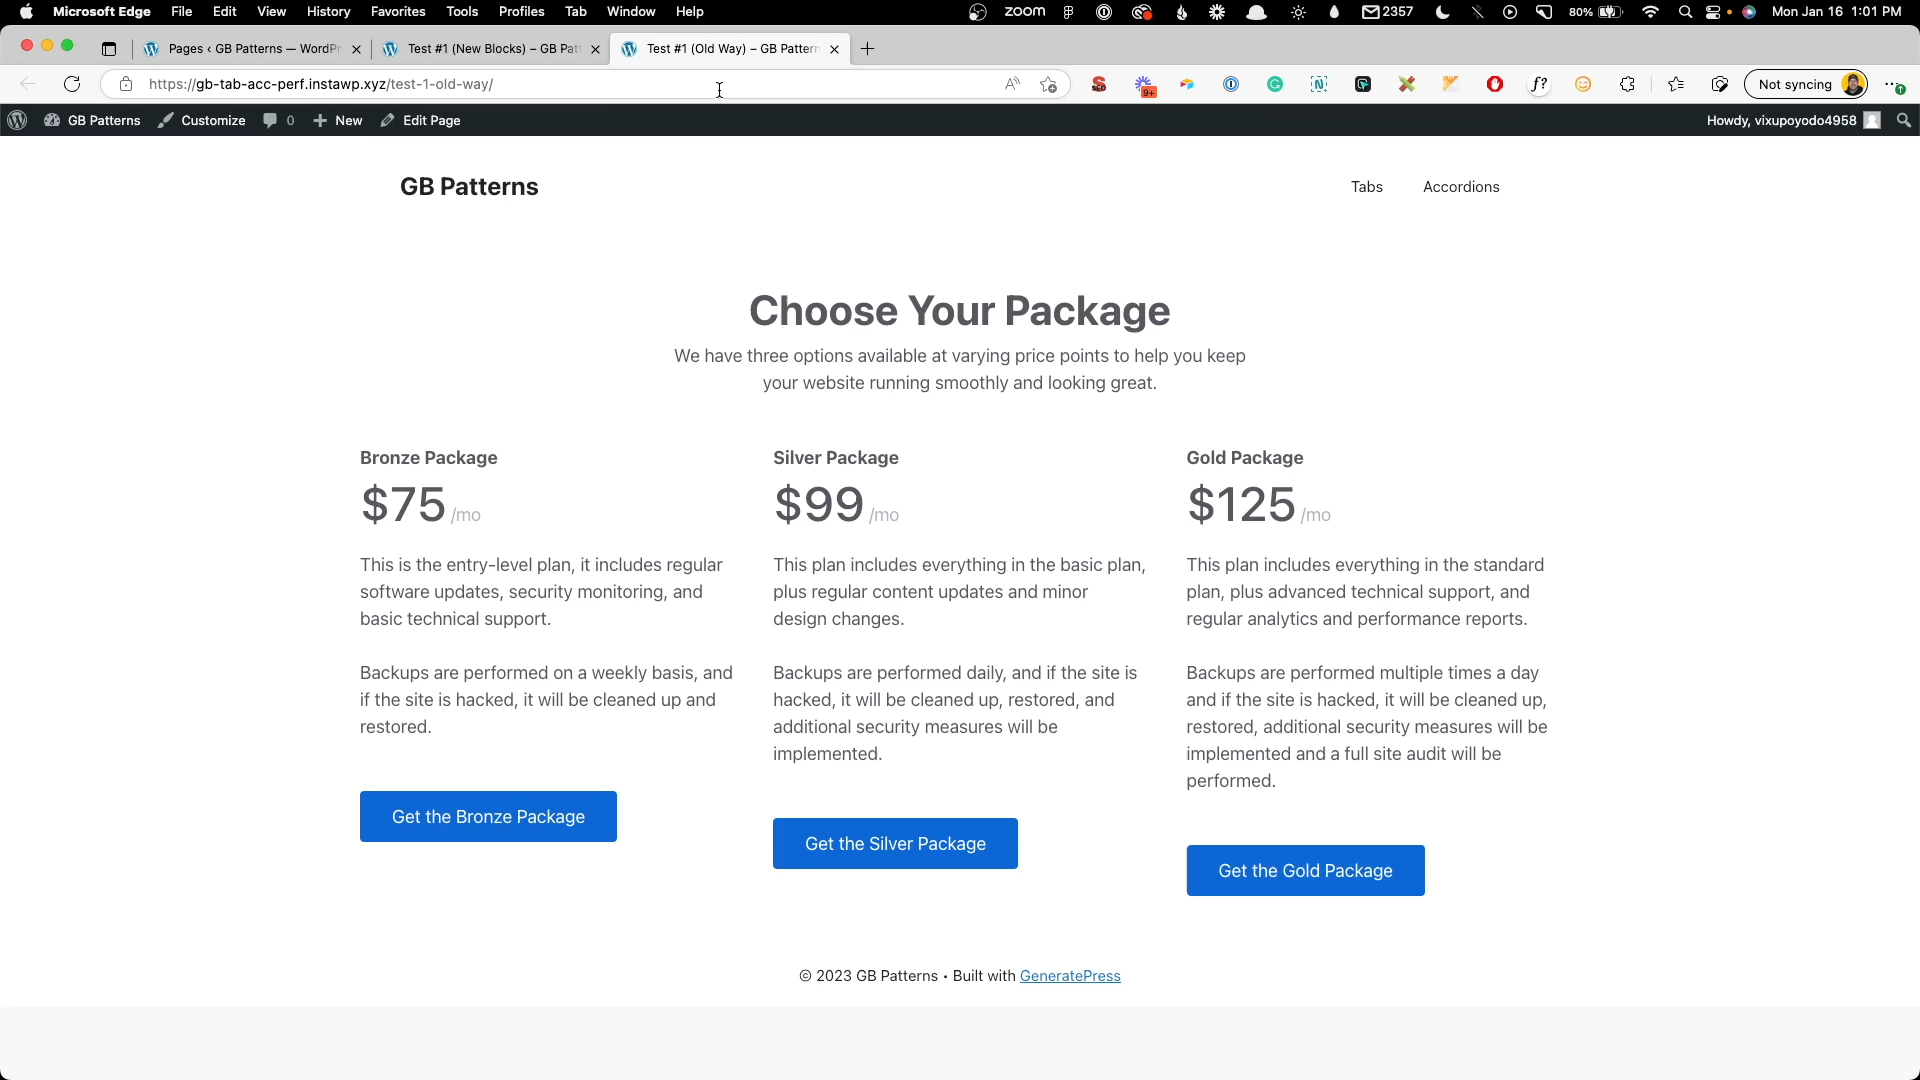 Microsoft Edge File Edit View History Favorites Tools Profiles Tab Window Help zoom 2357 80% Mon Jan 16 1:01 PM
Pages ‹ GB Patterns — WordPr Test #1 (New Blocks) – GB Pat Test #1 (Old Way) – GB Pattern
https://gb-tab-acc-perf.instawp.xyz/test-1-old-way/ 9+ Not syncing
GB Patterns Customize 0 New Edit Page Howdy, vixupoyodo4958
GB Patterns
Tabs Accordions
Choose Your Package
We have three options available at varying price points to help you keep
your website running smoothly and looking great.
Bronze Package
$75 /mo
This is the entry-level plan, it includes regular
software updates, security monitoring, and
basic technical support.
Backups are performed on a weekly basis, and
if the site is hacked, it will be cleaned up and
restored.
Get the Bronze Package
Silver Package
$99 /mo
This plan includes everything in the basic plan,
plus regular content updates and minor
design changes.
Backups are performed daily, and if the site is
hacked, it will be cleaned up, restored, and
additional security measures will be
implemented.
Get the Silver Package
Gold Package
$125 /mo
This plan includes everything in the standard
plan, plus advanced technical support, and
regular analytics and performance reports.
Backups are performed multiple times a day
and if the site is hacked, it will be cleaned up,
restored, additional security measures will be
implemented and a full site audit will be
performed.
Get the Gold Package
© 2023 GB Patterns • Built with GeneratePress